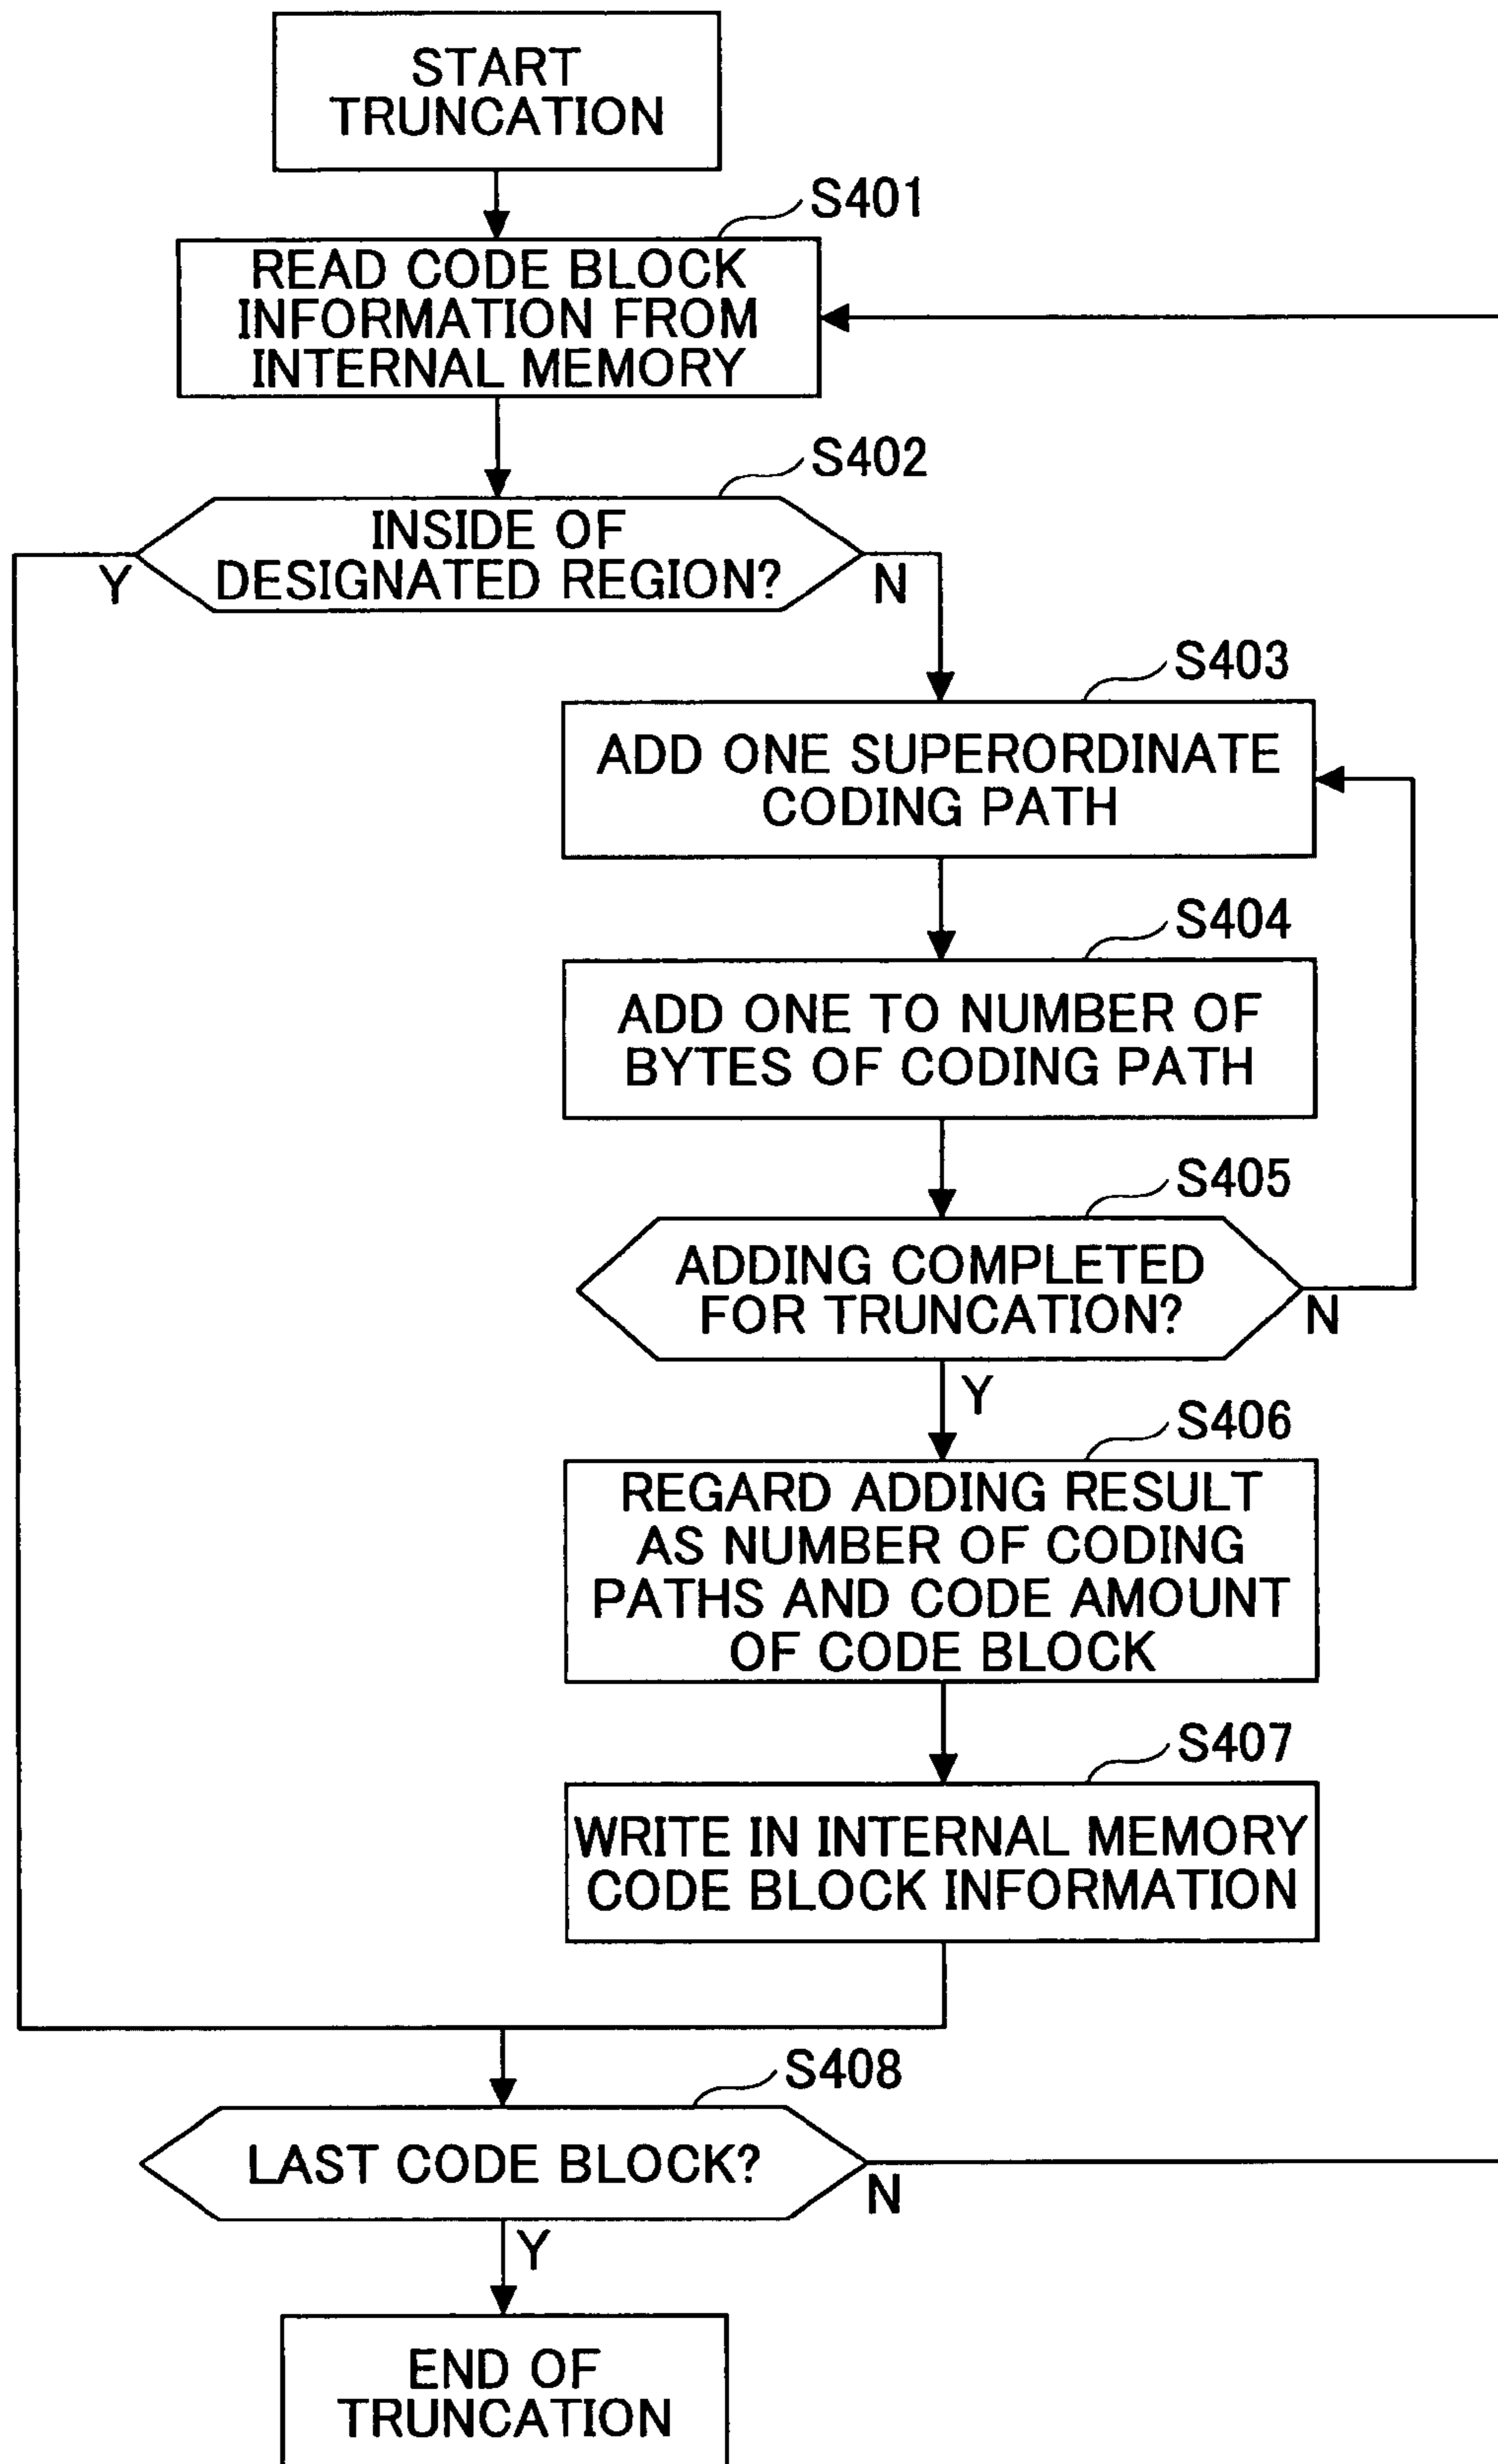 START
TRUNCATION
S401
READ CODE BLOCK
INFORMATION FROM
INTERNAL MEMORY
S402
INSIDE OF
DESIGNATED REGION?
Y
N
S403
ADD ONE SUPERORDINATE
CODING PATH
S404
ADD ONE TO NUMBER OF
BYTES OF CODING PATH
S405
ADDING COMPLETED
FOR TRUNCATION?
N
Y
S406
REGARD ADDING RESULT
AS NUMBER OF CODING
PATHS AND CODE AMOUNT
OF CODE BLOCK
S407
WRITE IN INTERNAL MEMORY
CODE BLOCK INFORMATION
S408
LAST CODE BLOCK?
N
Y
END OF
TRUNCATION